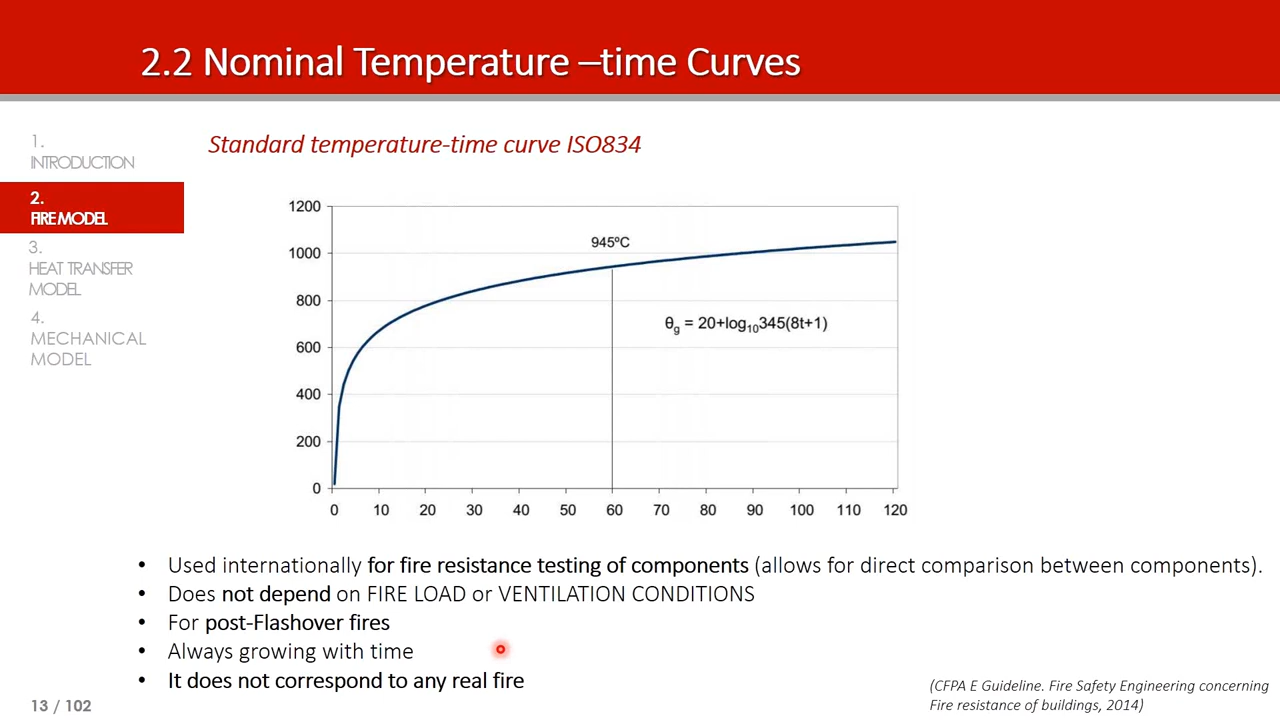 2.2 Nominal Temperature –time Curves
1.
INTRODUCTION
2.
FIRE MODEL
3.
HEAT TRANSFER
MODEL
4.
MECHANICAL
MODEL
Standard temperature-time curve ISO834
1200
1000
800
600
400
200
0
945ºC
θg = 20+log10345(8t+1)
0 10 20 30 40 50 60 70 80 90 100 110 120
• Used internationally for fire resistance testing of components (allows for direct comparison between components).
• Does not depend on FIRE LOAD or VENTILATION CONDITIONS
• For post-Flashover fires
• Always growing with time
• It does not correspond to any real fire
(CFPA E Guideline. Fire Safety Engineering concerning
Fire resistance of buildings, 2014)
13 / 102